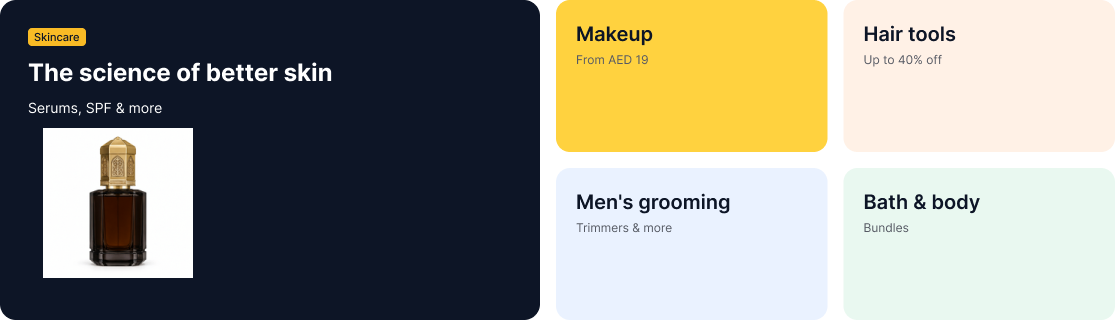 Skincare
The science of better skin
Serums, SPF & more
Makeup
From AED 19
Hair tools
Up to 40% off
Men's grooming
Trimmers & more
Bath & body
Bundles